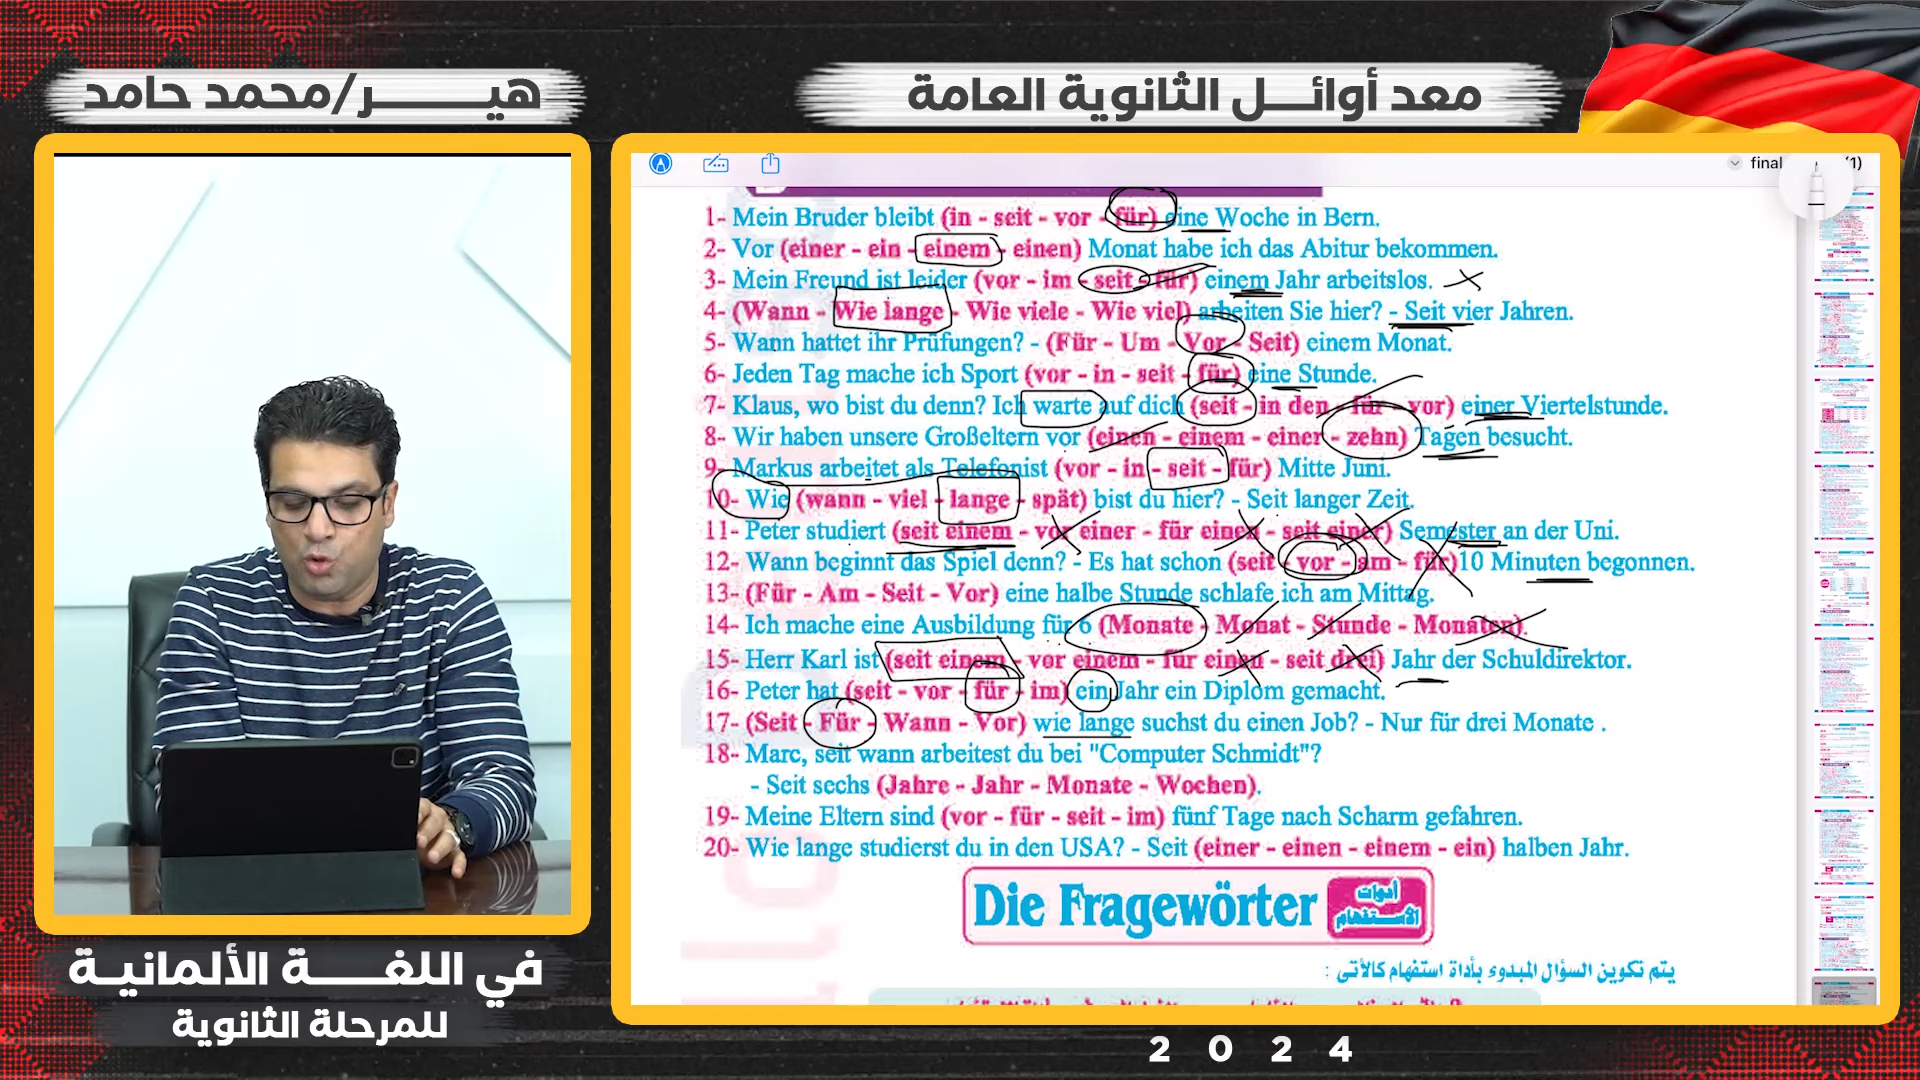 هيــــــر/محمد حامد
معد أوائــل الثانوية العامة
final
(1)
1- Mein Bruder bleibt (in - seit - vor - für) eine Woche in Bern.
2- Vor (einer - ein - einem - einen) Monat habe ich das Abitur bekommen.
3- Mein Freund ist leider (vor - im - seit - für) einem Jahr arbeitslos.
4- (Wann - Wie lange - Wie viele - Wie viel) arbeiten Sie hier? - Seit vier Jahren.
5- Wann hattet ihr Prüfungen? - (Für - Um - Vor - Seit) einem Monat.
6- Jeden Tag mache ich Sport (vor - in - seit - für) eine Stunde.
7- Klaus, wo bist du denn? Ich warte auf dich (seit - in den - für - vor) einer Viertelstunde.
8- Wir haben unsere Großeltern vor (einen - einem - einer - zehn) Tagen besucht.
9- Markus arbeitet als Telefonist (vor - in - seit - für) Mitte Juni.
10- Wie (wann - viel - lange - spät) bist du hier? - Seit langer Zeit.
11- Peter studiert (seit einem - vor einer - für einen - seit einer) Semester an der Uni.
12- Wann beginnt das Spiel denn? - Es hat schon (seit - vor - am - für)10 Minuten begonnen.
13- (Für - Am - Seit - Vor) eine halbe Stunde schlafe ich am Mittag.
14- Ich mache eine Ausbildung für 6 (Monate - Monat - Stunde - Monaten).
15- Herr Karl ist (seit einem - vor einem - für einen - seit drei) Jahr der Schuldirektor.
16- Peter hat (seit - vor - für - im) ein Jahr ein Diplom gemacht.
17- (Seit - Für - Wann - Vor) wie lange suchst du einen Job? - Nur für drei Monate .
18- Marc, seit wann arbeitest du bei "Computer Schmidt"?
- Seit sechs (Jahre - Jahr - Monate - Wochen).
19- Meine Eltern sind (vor - für - seit - im) fünf Tage nach Scharm gefahren.
20- Wie lange studierst du in den USA? - Seit (einer - einen - einem - ein) halben Jahr.
Die Fragewörter
أدوات
الأستفهام
يتم تكوين السؤال المبدوء بأداة استفهام كالأتى :
في اللغــــة الألمانيـة
للمرحلة الثانوية
2024